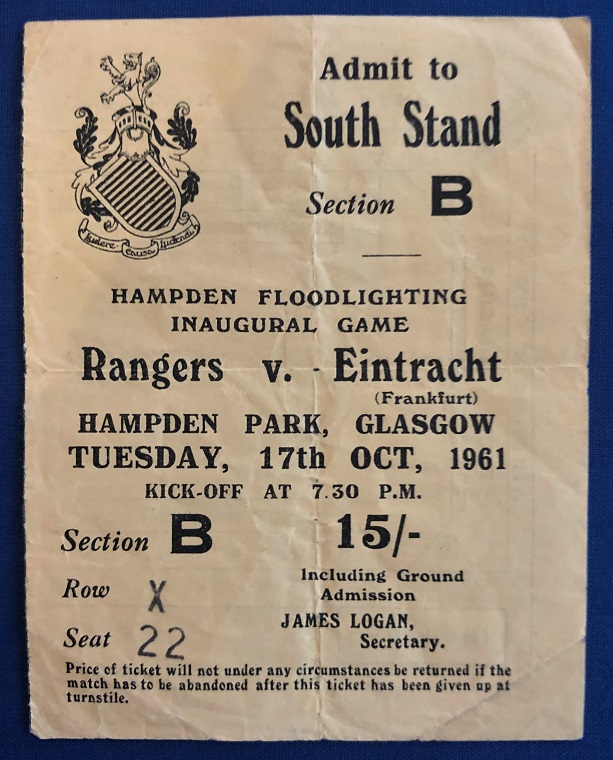 Admit to
South Stand
Section B
Ludere Causa Ludendi
HAMPDEN FLOODLIGHTING
INAUGURAL GAME
Rangers v. - Eintracht
(Frankfurt)
HAMPDEN PARK, GLASGOW
TUESDAY, 17th OCT, 1961
KICK-OFF AT 7.30 P.M.
Section B 15/-
Including Ground
Admission
Row X
JAMES LOGAN,
Secretary.
Seat 22
Price of ticket will not under any circumstances be returned if the
match has to be abandoned after this ticket has been given up at
turnstile.